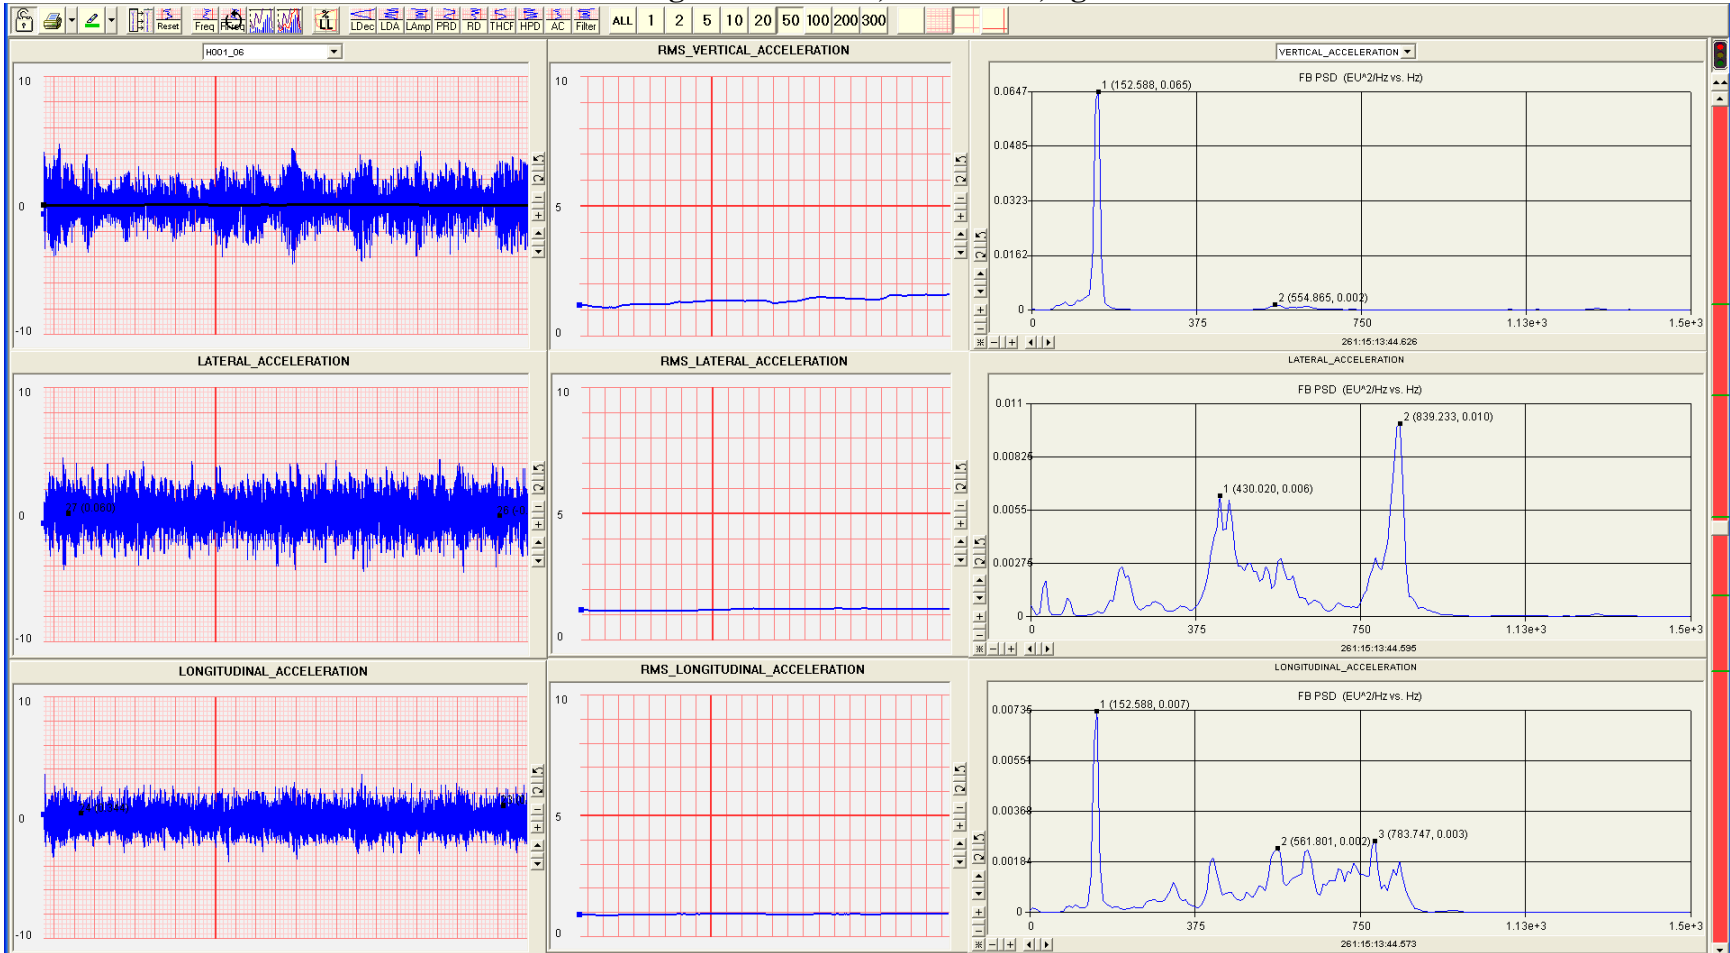 Reset Freq LL LDec LDA LAmp PRD RD THCF HPD AC Filter ALL 1 2 5 10 20 50 100 200 300
H001_06
RMS_VERTICAL_ACCELERATION
VERTICAL_ACCELERATION
10
0
-10
10
5
0
FB PSD (EU^2/Hz vs. Hz)
1 (152.588, 0.065)
0.0647
0.0485
0.0323
0.0162
2 (554.865, 0.002)
0
0 375 750 1.13e+3 1.5e+3
261:15:13:44.626
LATERAL_ACCELERATION
RMS_LATERAL_ACCELERATION
LATERAL_ACCELERATION
10
0
-10
27 (0.060)
10
5
0
FB PSD (EU^2/Hz vs. Hz)
0.011
2 (839.233, 0.010)
0.00826
1 (430.020, 0.006)
0.0055
0.00275
0
0 375 750 1.13e+3 1.5e+3
261:15:13:44.595
LONGITUDINAL_ACCELERATION
RMS_LONGITUDINAL_ACCELERATION
LONGITUDINAL_ACCELERATION
10
0
-10
10
5
0
FB PSD (EU^2/Hz vs. Hz)
1 (152.588, 0.007)
0.00735
0.00551
0.00368
2 (561.801, 0.002)
3 (783.747, 0.003)
0.00184
0
0 375 750 1.13e+3 1.5e+3
261:15:13:44.573